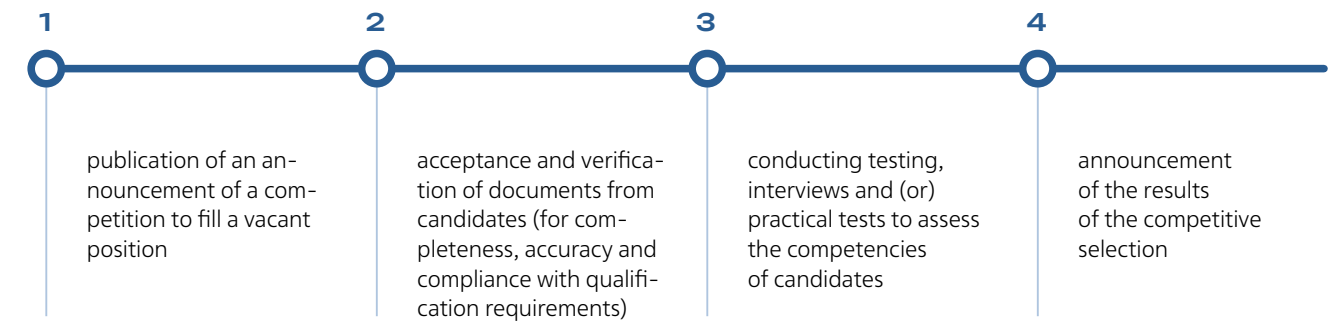 1
publication of an an-
nouncement of a com-
petition to fill a vacant
position
2
acceptance and verifica-
tion of documents from
candidates (for com-
pleteness, accuracy and
compliance with qualifi-
cation requirements)
3
conducting testing,
interviews and (or)
practical tests to assess
the competencies
of candidates
4
announcement
of the results
of the competitive
selection